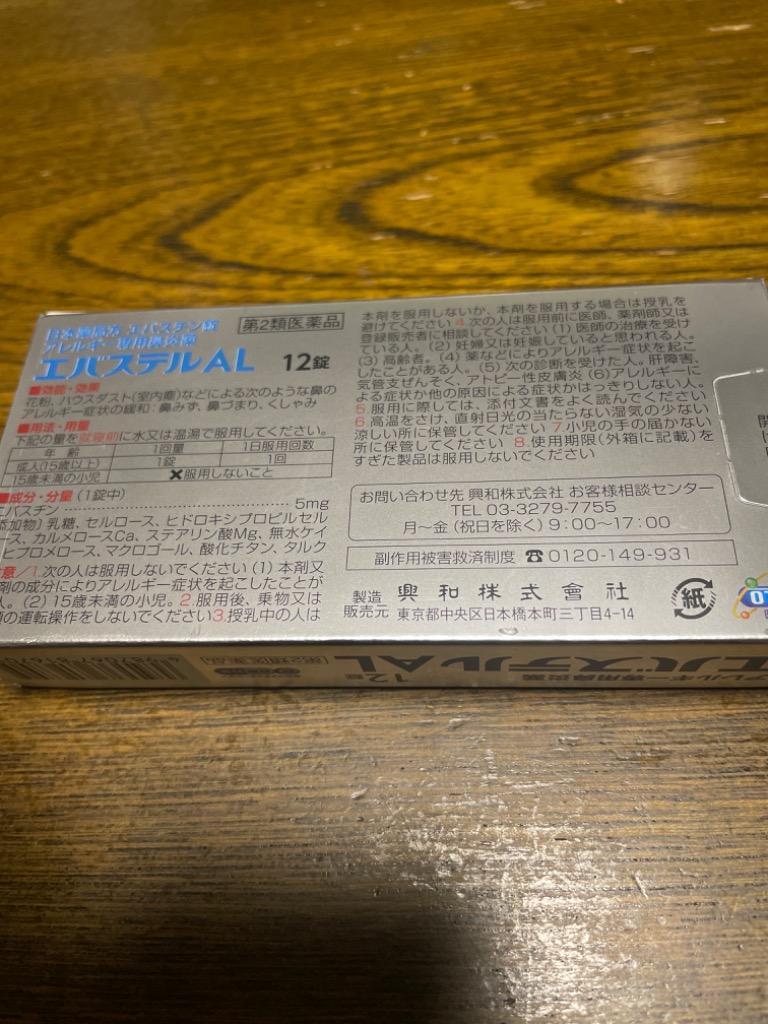 日本薬局方 エバスチン錠
アレルギー専用鼻炎薬
第2類医薬品
エバステルAL 12錠
■効能・効果
花粉、ハウスダスト(室内塵)などによる次のような鼻の
アレルギー症状の緩和:鼻みず、鼻づまり、くしゃみ
■用法・用量
下記の量を就寝前に水又は温湯で服用してください。
年 齢 1回量 1日服用回数
成人(15歳以上) 1錠 1回
15歳未満の小児 ×服用しないこと
■成分・分量(1錠中)
エバスチン 5mg
添加物〕乳糖、セルロース、ヒドロキシプロピルセル
ース、カルメロースCa、ステアリン酸Mg、無水ケイ
ヒプロメロース、マクロゴール、酸化チタン、タルク
意/1.次の人は服用しないでください(1)本剤又
剤の成分によりアレルギー症状を起こしたことが
人。(2)15歳未満の小児。2.服用後、乗物又は
の運転操作をしないでください3.授乳中の人は
本剤を服用しないか、本剤を服用する場合は授乳を
避けてください4.次の人は服用前に医師、薬剤師又は
登録販売者に相談してください(1)医師の治療を受け
ている人。(2)妊婦又は妊娠していると思われる人。
(3)高齢者。(4)薬などによりアレルギー症状を起こ
したことがある人。(5)次の診断を受けた人。肝障害、
気管支ぜんそく、アトピー性皮膚炎(6)アレルギーに
よる症状か他の原因による症状かはっきりしない人。
5.服用に際しては、添付文書をよく読んでください
6.高温をさけ、直射日光の当たらない湿気の少ない
涼しい所に保管してください7.小児の手の届かない
所に保管してください 8.使用期限(外箱に記載)を
すぎた製品は服用しないでください
お問い合わせ先 興和株式会社 お客様相談センター
TEL 03-3279-7755
月〜金(祝日を除く)9:00〜17:00
副作用被害救済制度 ☎0120-149-931
製造販売元 興和株式會社
東京都中央区日本橋本町三丁目4-14
紙
開
エバステルAL
アレルギー専用鼻炎薬
12錠
第2類医薬品